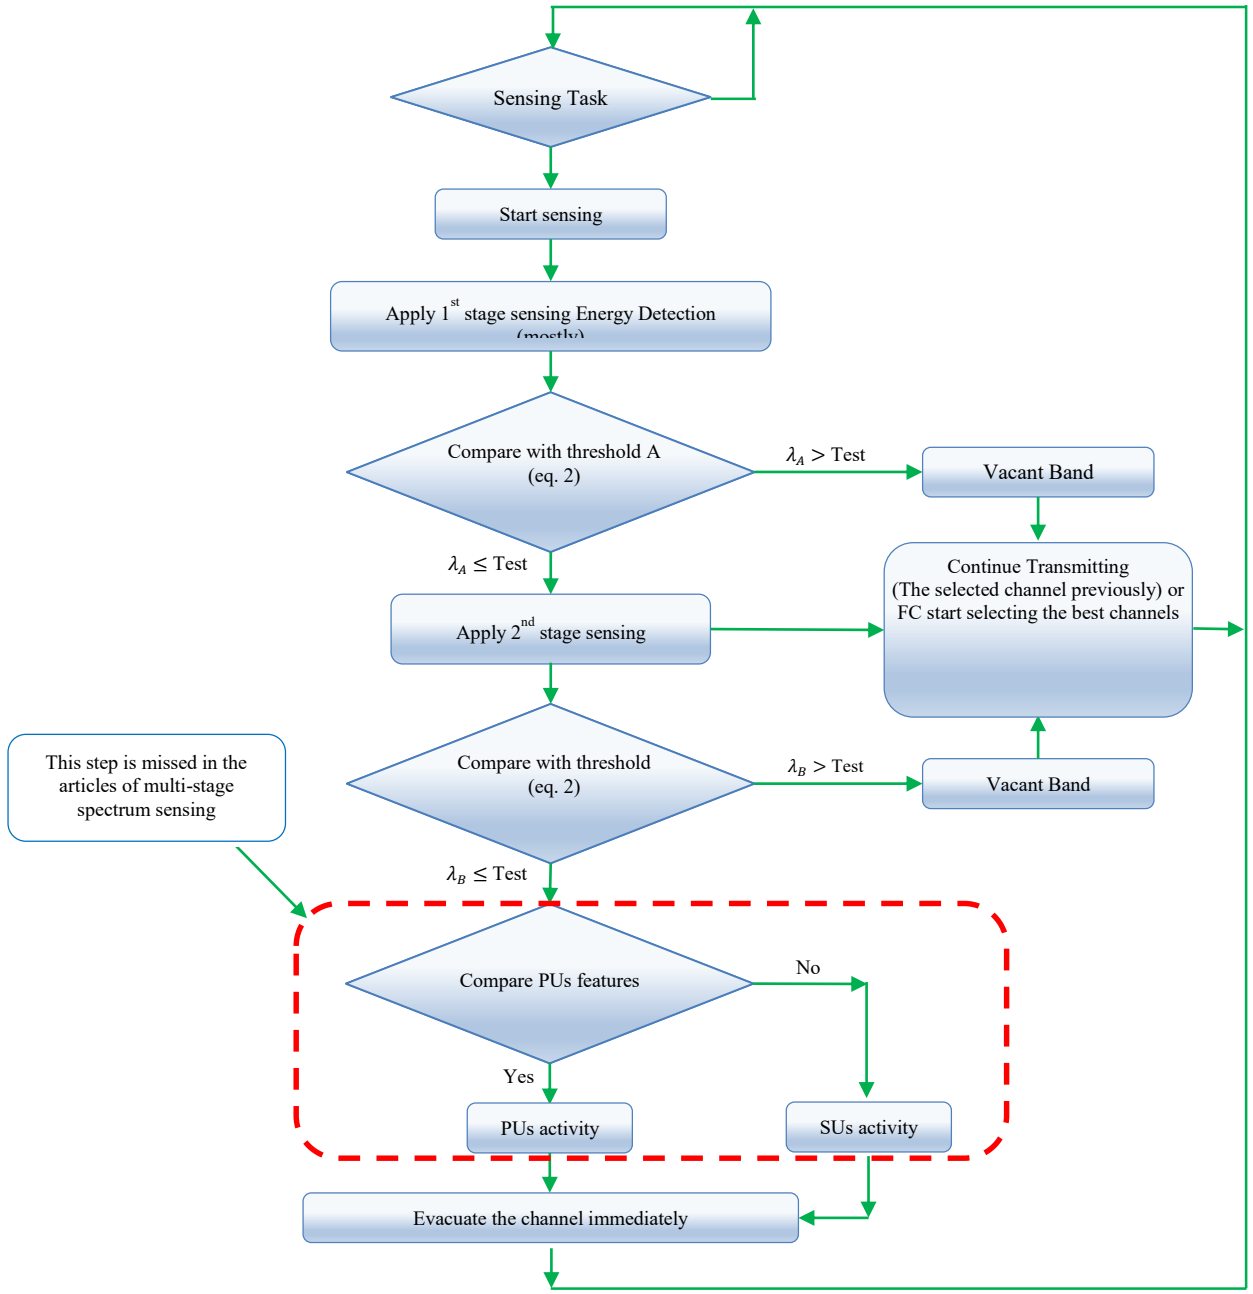 Sensing Task
Start sensing
Apply 1st stage sensing Energy Detection
(mostly)
Compare with threshold A
(eq. 2)
λA > Test
Vacant Band
λA ≤ Test
Continue Transmitting
(The selected channel previously) or
FC start selecting the best channels
Apply 2nd stage sensing
Compare with threshold
(eq. 2)
λB > Test
Vacant Band
This step is missed in the
articles of multi-stage
spectrum sensing
λB ≤ Test
Compare PUs features
No
Yes
PUs activity
SUs activity
Evacuate the channel immediately